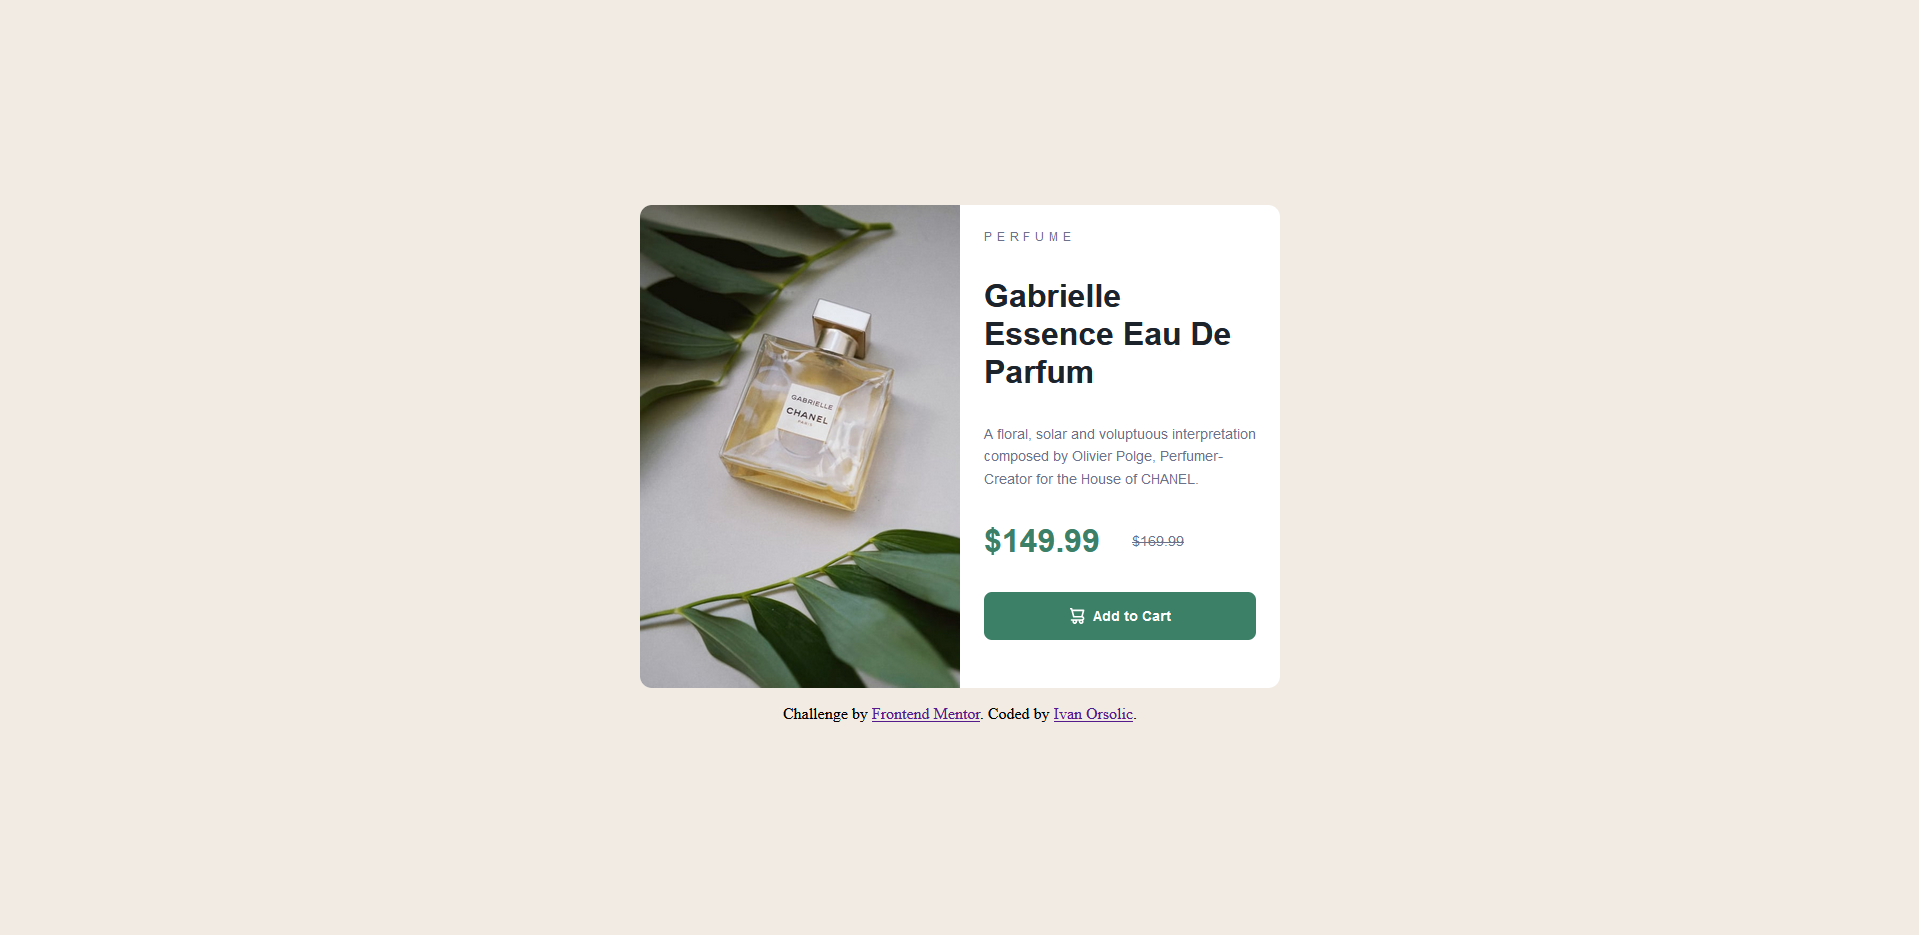 GABRIELLE
CHANEL
PARIS
PERFUME
Gabrielle
Essence Eau De
Parfum
A floral, solar and voluptuous interpretation
composed by Olivier Polge, Perfumer-
Creator for the House of CHANEL.
$149.99 $169.99
Add to Cart
Challenge by Frontend Mentor. Coded by Ivan Orsolic.